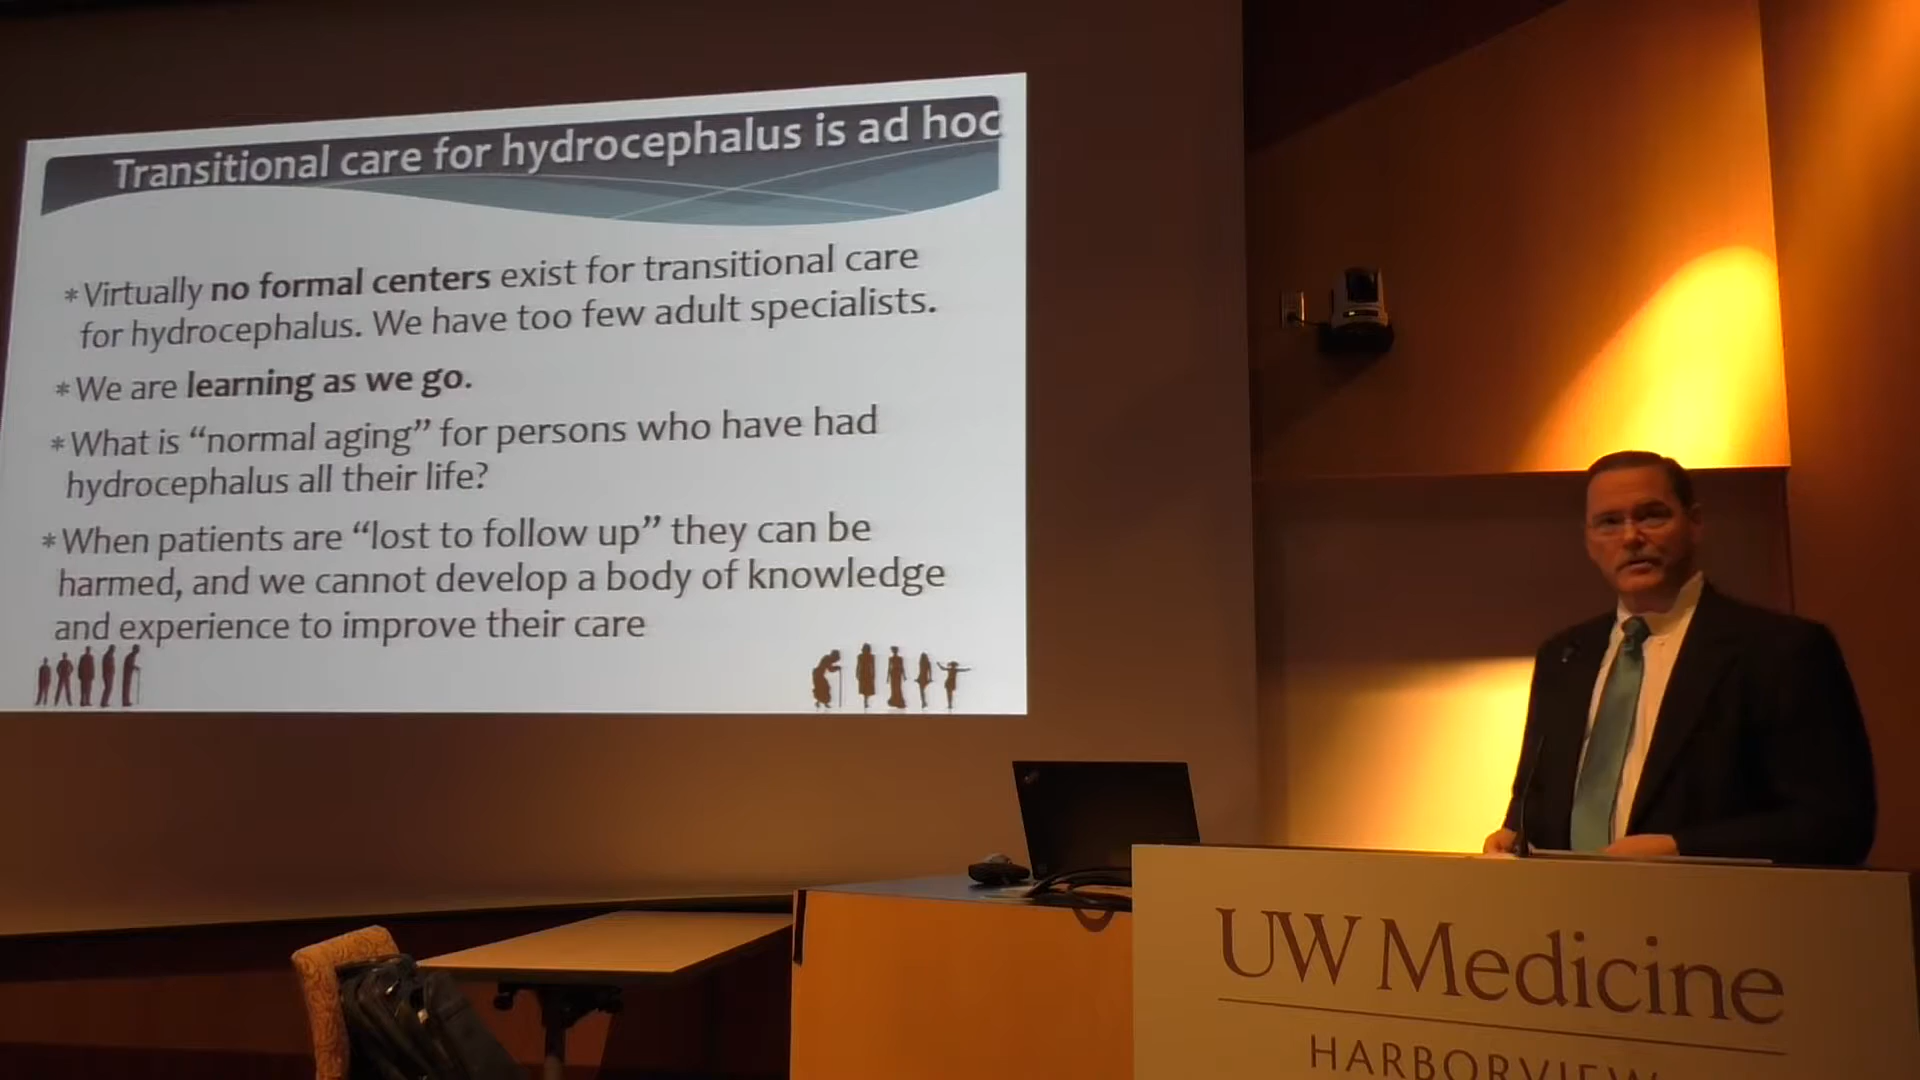 Transitional care for hydrocephalus is ad hoc
* Virtually no formal centers exist for transitional care
for hydrocephalus. We have too few adult specialists.
* We are learning as we go.
* What is “normal aging” for persons who have had
hydrocephalus all their life?
* When patients are “lost to follow up” they can be
harmed, and we cannot develop a body of knowledge
and experience to improve their care
UW Medicine
HARBORVIEW